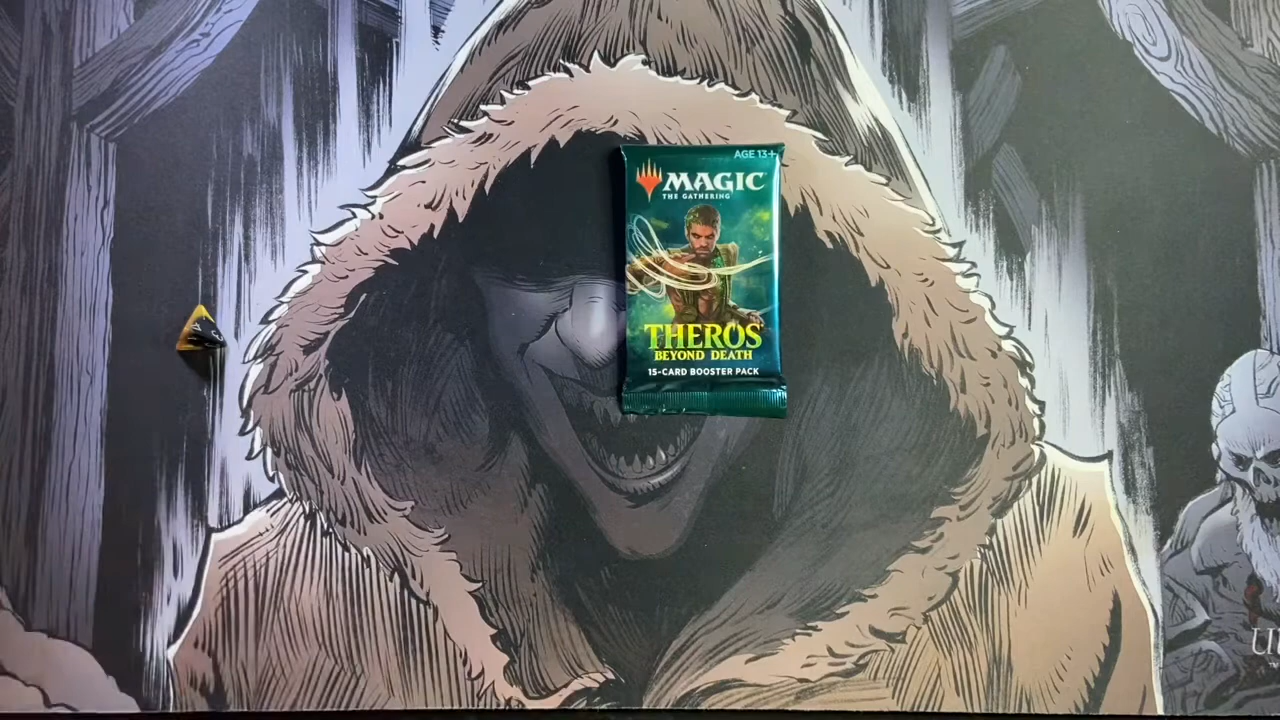 AGE 13+
MAGIC
THE GATHERING
THEROS
BEYOND DEATH
15-CARD BOOSTER PACK